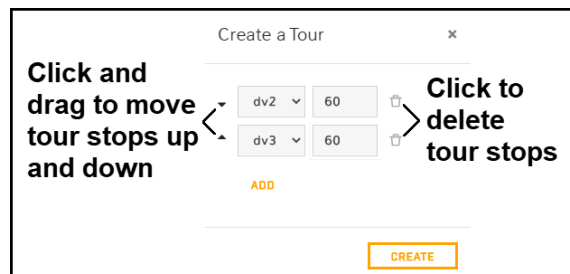 Create a Tour ×
Click and
drag to move
tour stops up
and down
dv2 60
dv3 60
Click to
delete
tour stops
ADD
CREATE